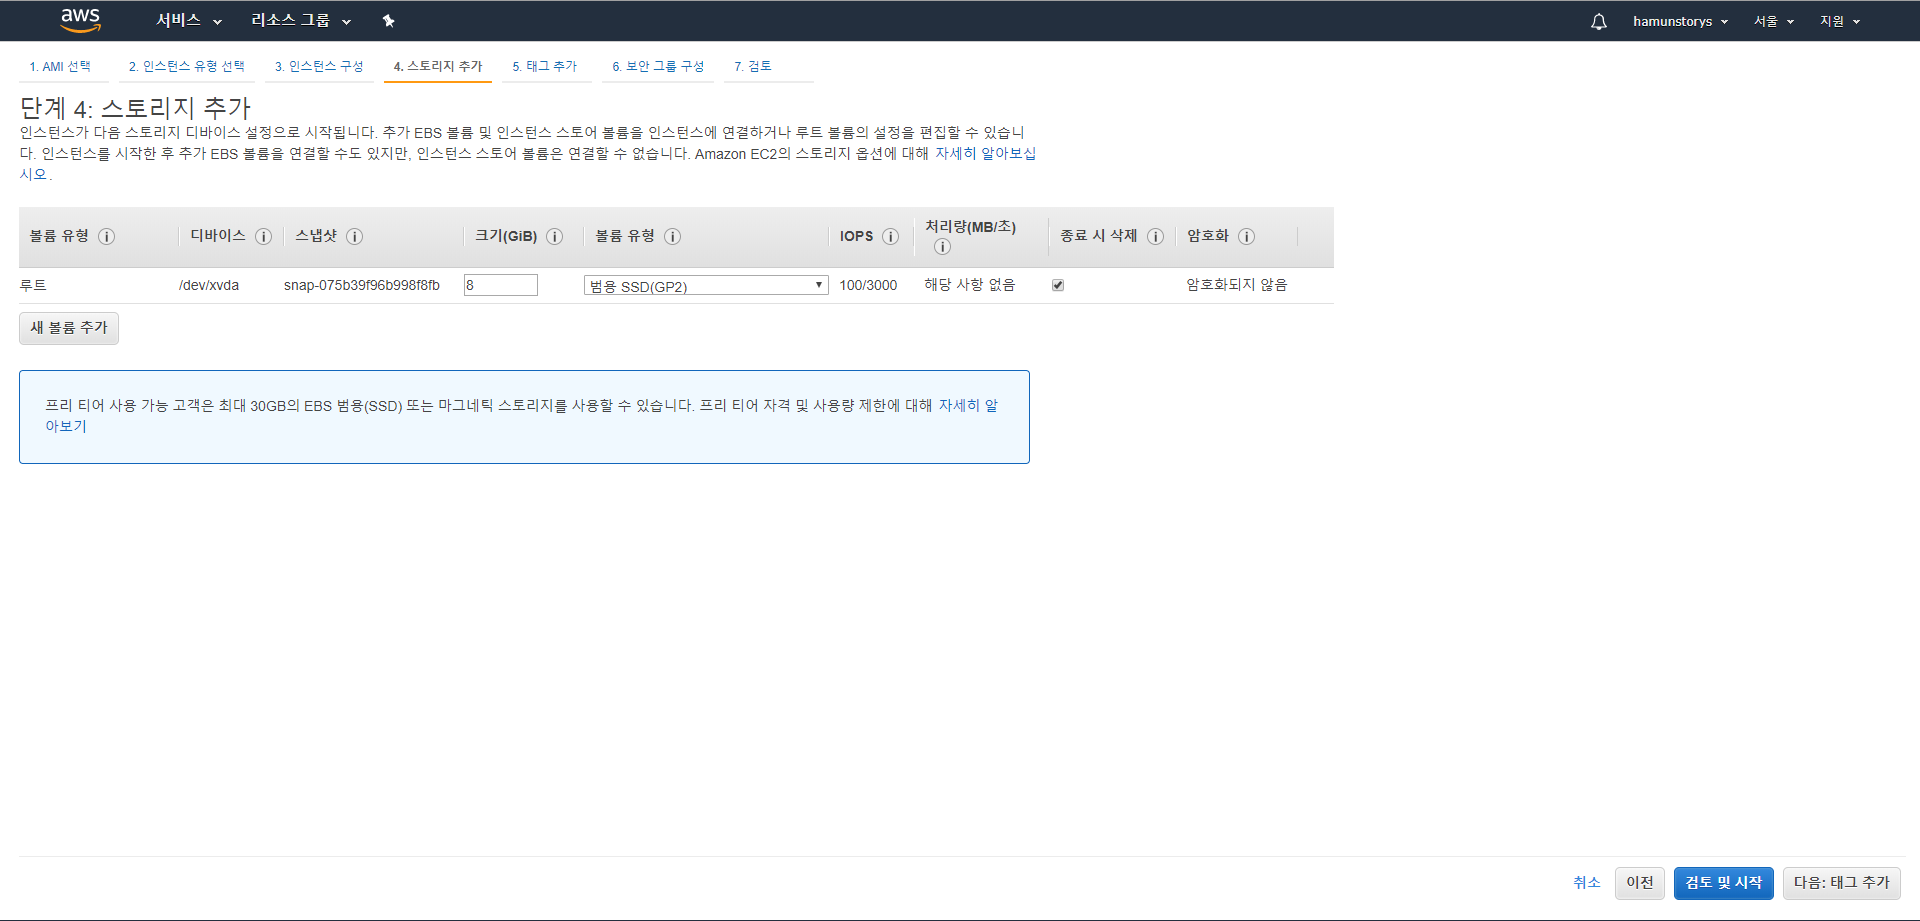 aws 서비스 리소스 그룹 hamunstorys 서울 지원
1. AMI 선택 2. 인스턴스 유형 선택 3. 인스턴스 구성 4. 스토리지 추가 5. 태그 추가 6. 보안 그룹 구성 7. 검토
단계 4: 스토리지 추가
인스턴스가 다음 스토리지 디바이스 설정으로 시작됩니다. 추가 EBS 볼륨 및 인스턴스 스토어 볼륨을 인스턴스에 연결하거나 루트 볼륨의 설정을 편집할 수 있습니
다. 인스턴스를 시작한 후 추가 EBS 볼륨을 연결할 수도 있지만, 인스턴스 스토어 볼륨은 연결할 수 없습니다. Amazon EC2의 스토리지 옵션에 대해 자세히 알아보십
시오.
볼륨 유형 디바이스 스냅샷 크기(GiB) 볼륨 유형 IOPS 처리량(MB/초) 종료 시 삭제 암호화
루트 /dev/xvda snap-075b39f96b998f8fb 8 범용 SSD(GP2) 100/3000 해당 사항 없음 암호화되지 않음
새 볼륨 추가
프리 티어 사용 가능 고객은 최대 30GB의 EBS 범용(SSD) 또는 마그네틱 스토리지를 사용할 수 있습니다. 프리 티어 자격 및 사용량 제한에 대해 자세히 알
아보기
취소 이전 검토 및 시작 다음: 태그 추가